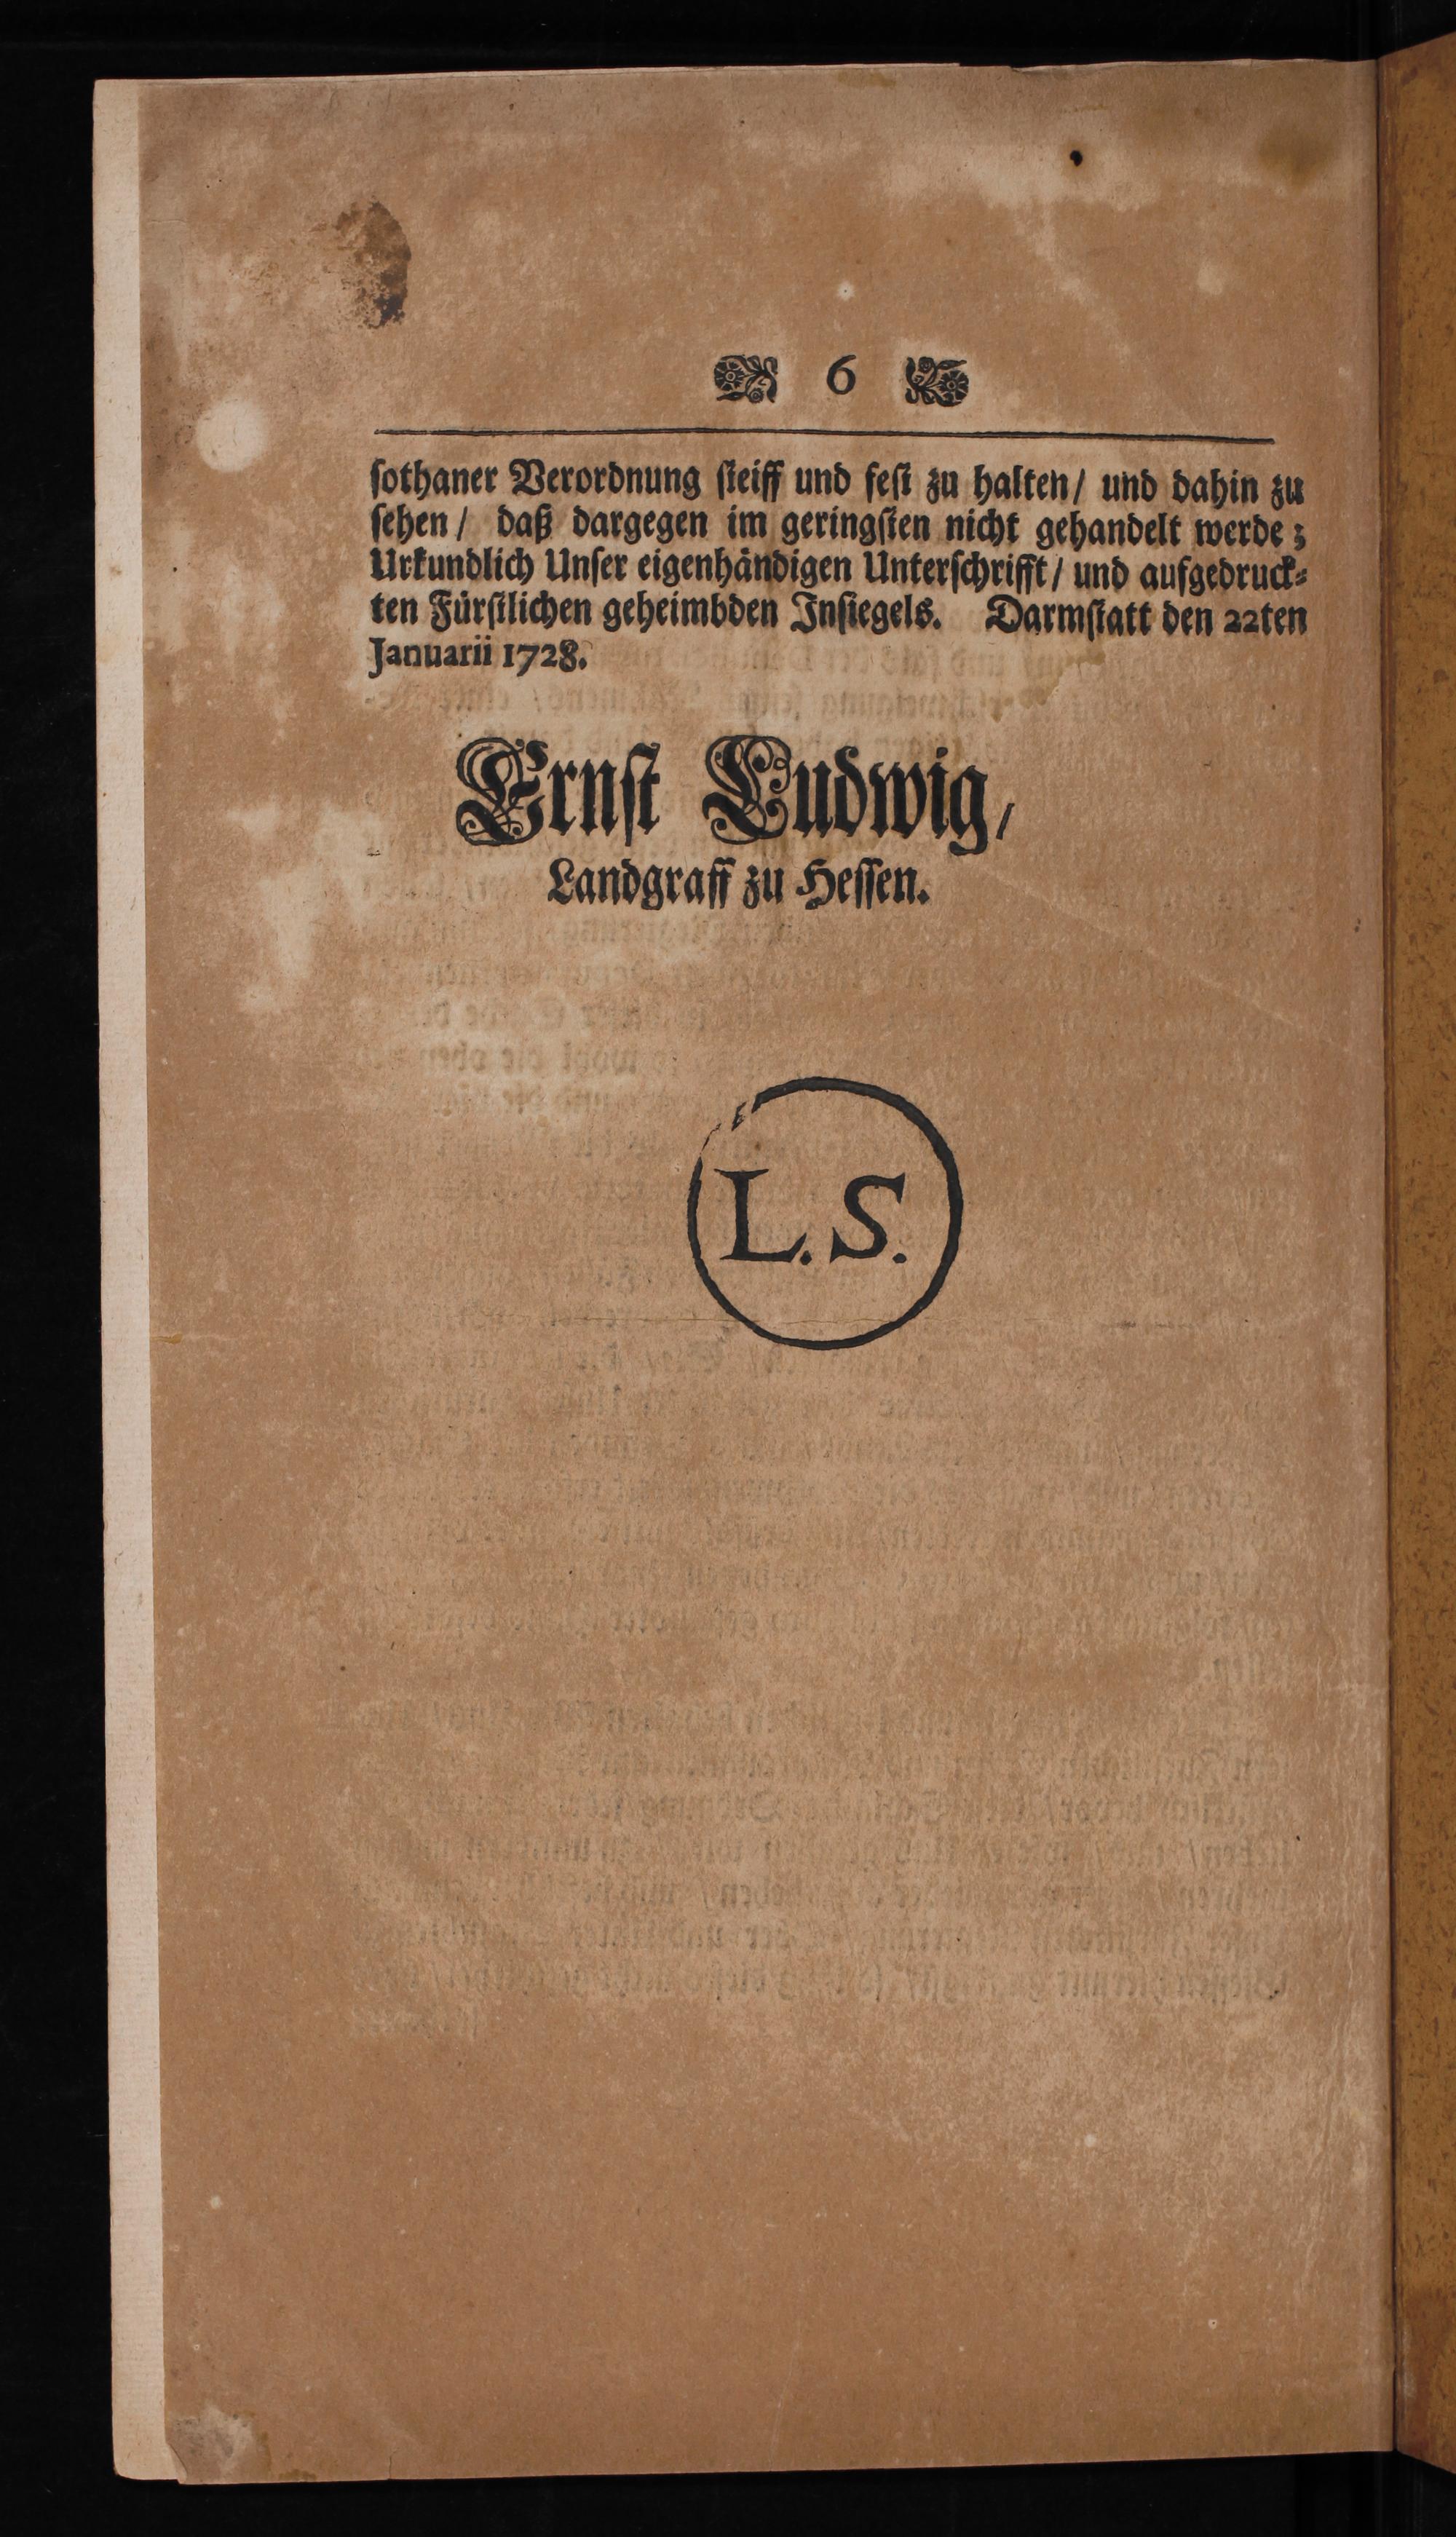 6
sothaner Verordnung steiff und fest zu halten/ und dahin zu
sehen/ daß dargegen im geringsten nicht gehandelt werde;
Urkundlich Unser eigenhändigen Unterschrifft/ und aufgedruck-
ten Fürstlichen geheimbden Insiegels. Darmstatt den 22ten
Januarii 1728.
Ernst Ludwig,
Landgraff zu Hessen.
L. S.